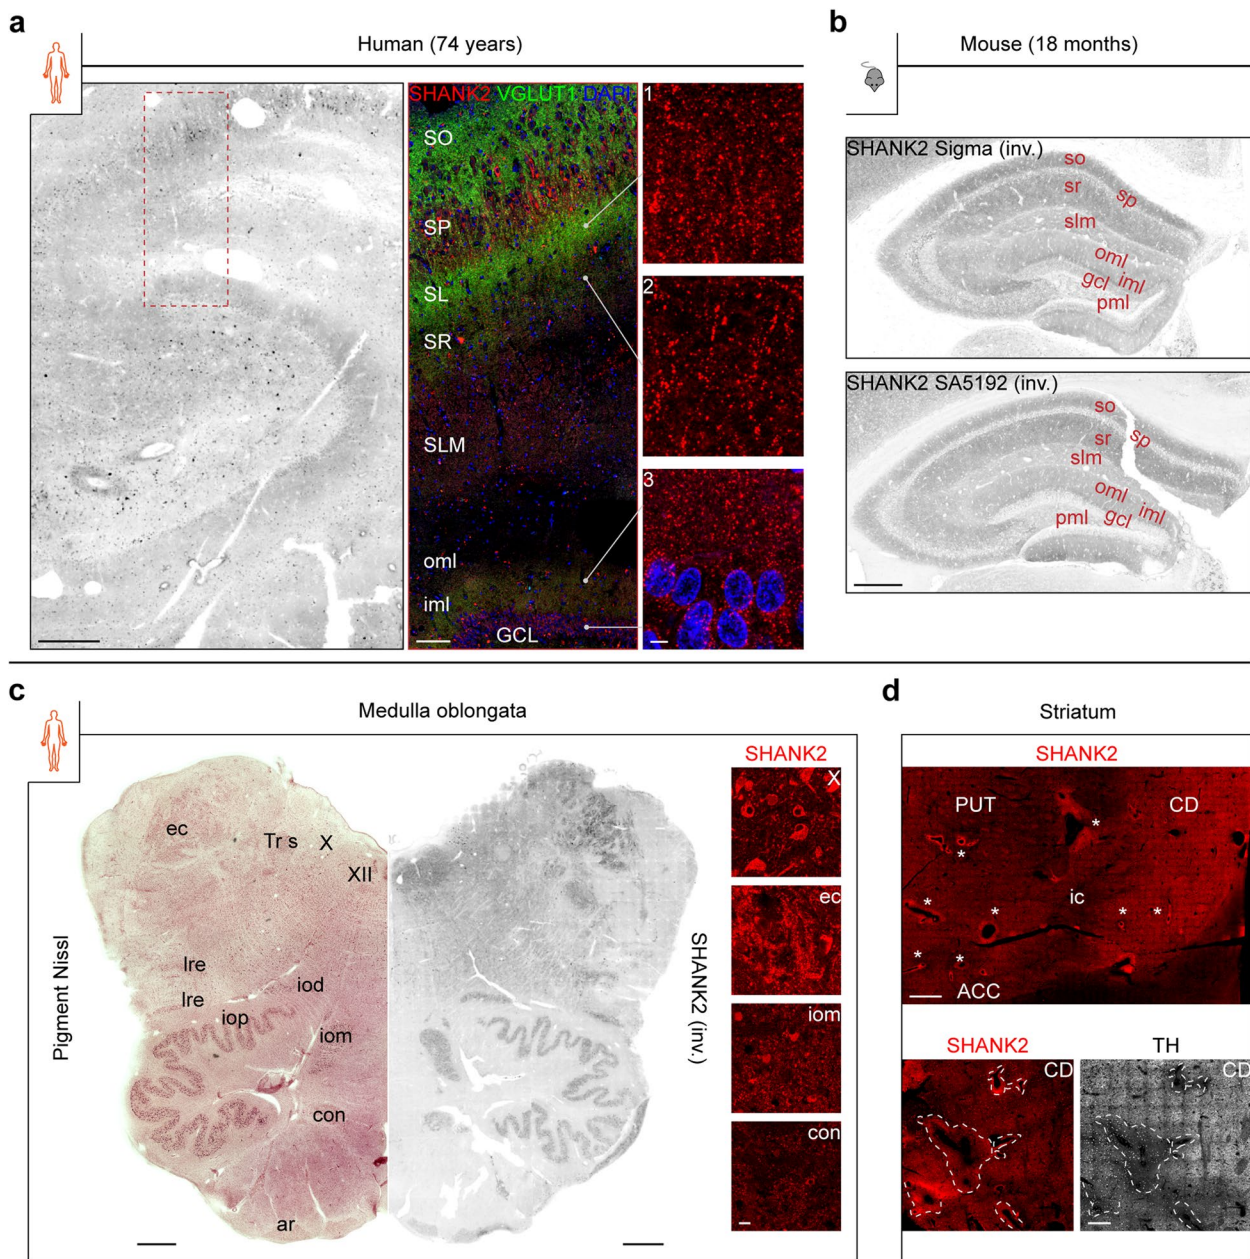 a
Human (74 years)
SHANK2 VGLUT1 DAPI
SO
SP
SL
SR
SLM
oml
iml
GCL
1
2
3
b
Mouse (18 months)
SHANK2 Sigma (inv.)
so
sp
sr
slm
oml
iml
gcl
pml
SHANK2 SA5192 (inv.)
so
sp
sr
slm
oml
iml
pml
gcl
c
Medulla oblongata
Pigment Nissl
ec
Tr s
X
XII
Ire
Ire
iod
iop
iom
con
ar
SHANK2 (inv.)
SHANK2
X
ec
iom
con
d
Striatum
SHANK2
PUT
CD
*
*
ic
*
*
*
*
*
*
ACC
SHANK2
CD
TH
CD